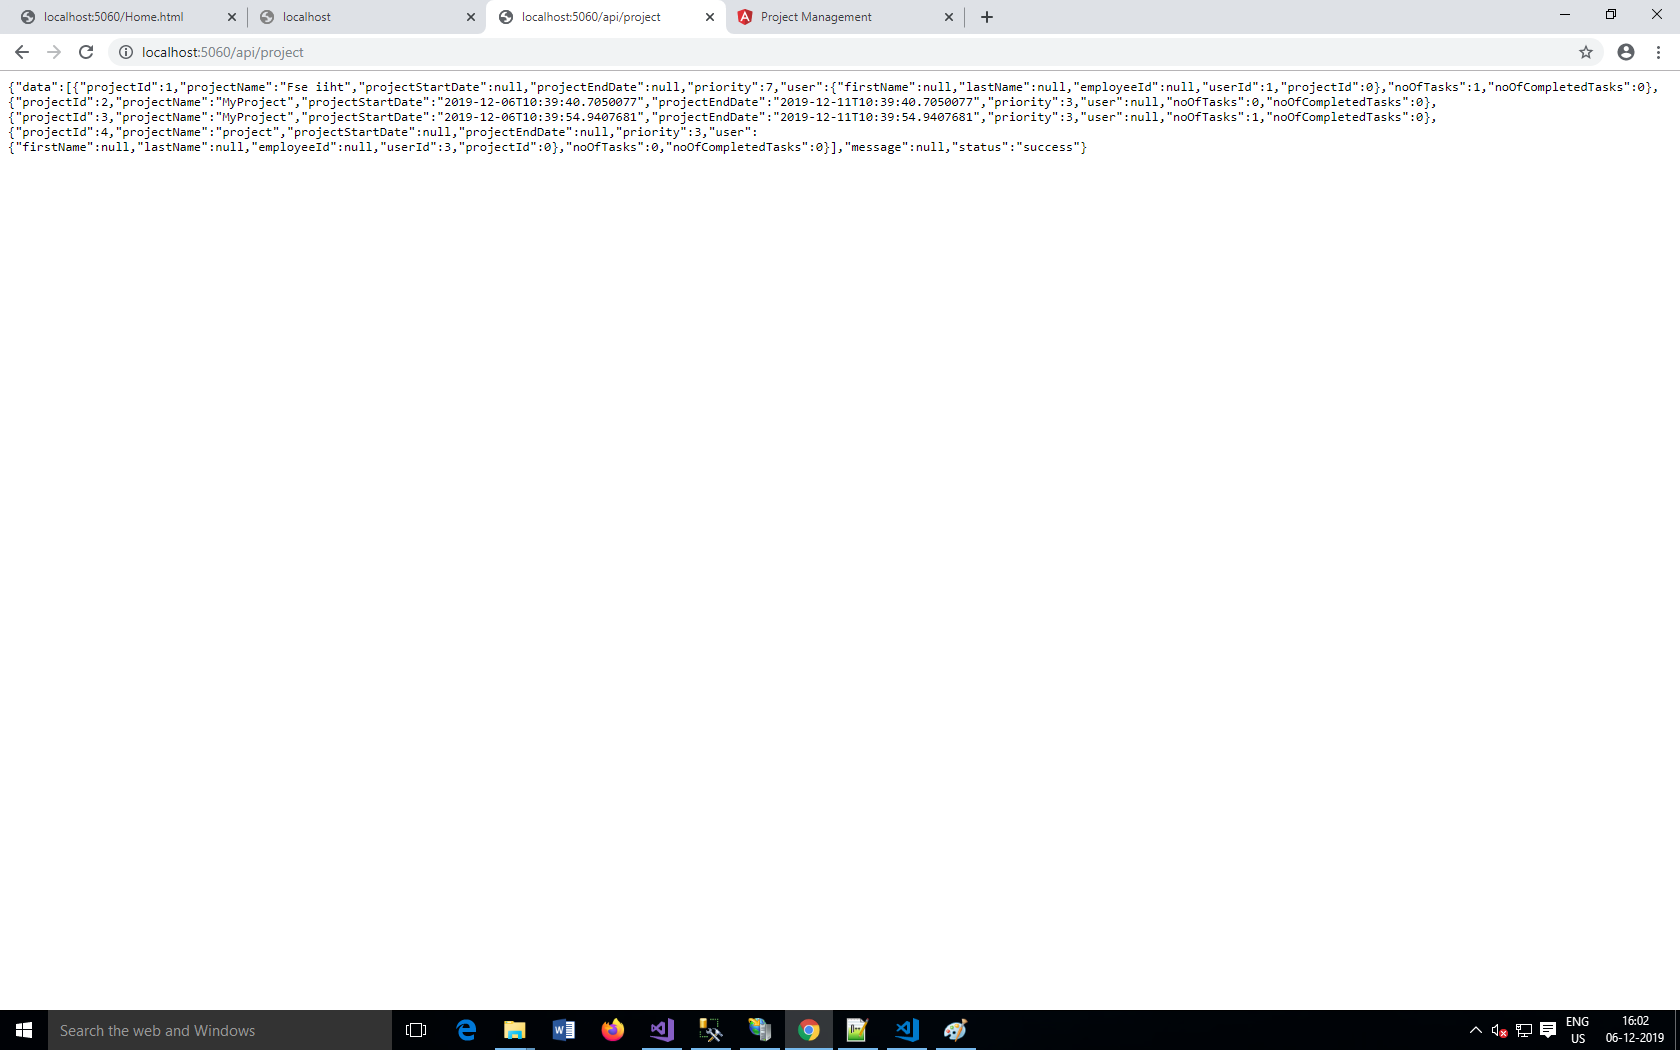 localhost:5060/Home.html
localhost
localhost:5060/api/project
Project Management
localhost:5060/api/project
{"data":[{"projectId":1,"projectName":"Fse iiht","projectStartDate":null,"projectEndDate":null,"priority":7,"user":{"firstName":null,"lastName":null,"employeeId":null,"userId":1,"projectId":0},"noOfTasks":1,"noOfCompletedTasks":0},
{"projectId":2,"projectName":"MyProject","projectStartDate":"2019-12-06T10:39:40.7050077","projectEndDate":"2019-12-11T10:39:40.7050077","priority":3,"user":null,"noOfTasks":0,"noOfCompletedTasks":0},
{"projectId":3,"projectName":"MyProject","projectStartDate":"2019-12-06T10:39:54.9407681","projectEndDate":"2019-12-11T10:39:54.9407681","priority":3,"user":null,"noOfTasks":1,"noOfCompletedTasks":0},
{"projectId":4,"projectName":"project","projectStartDate":null,"projectEndDate":null,"priority":3,"user":
{"firstName":null,"lastName":null,"employeeId":null,"userId":3,"projectId":0},"noOfTasks":0,"noOfCompletedTasks":0}],"message":null,"status":"success"}
Search the web and Windows
ENG
US
16:02
06-12-2019